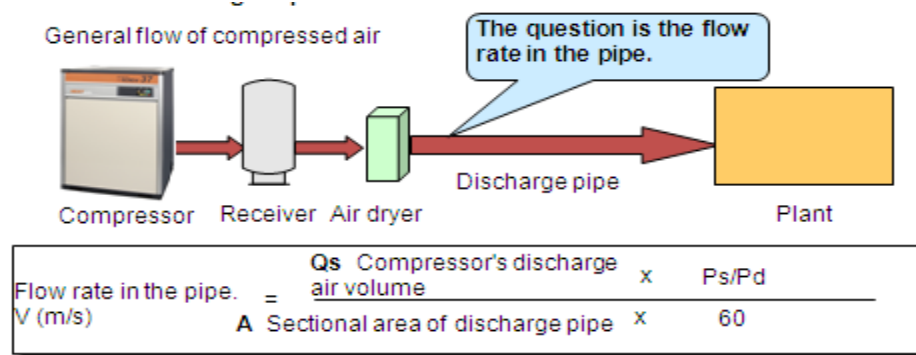 General flow of compressed air
The question is the flow
rate in the pipe.
Discharge pipe
Compressor
Receiver
Air dryer
Plant
Flow rate in the pipe.
V (m/s)
=
Qs Compressor's discharge
air volume
x
Ps/Pd
A Sectional area of discharge pipe
x
60